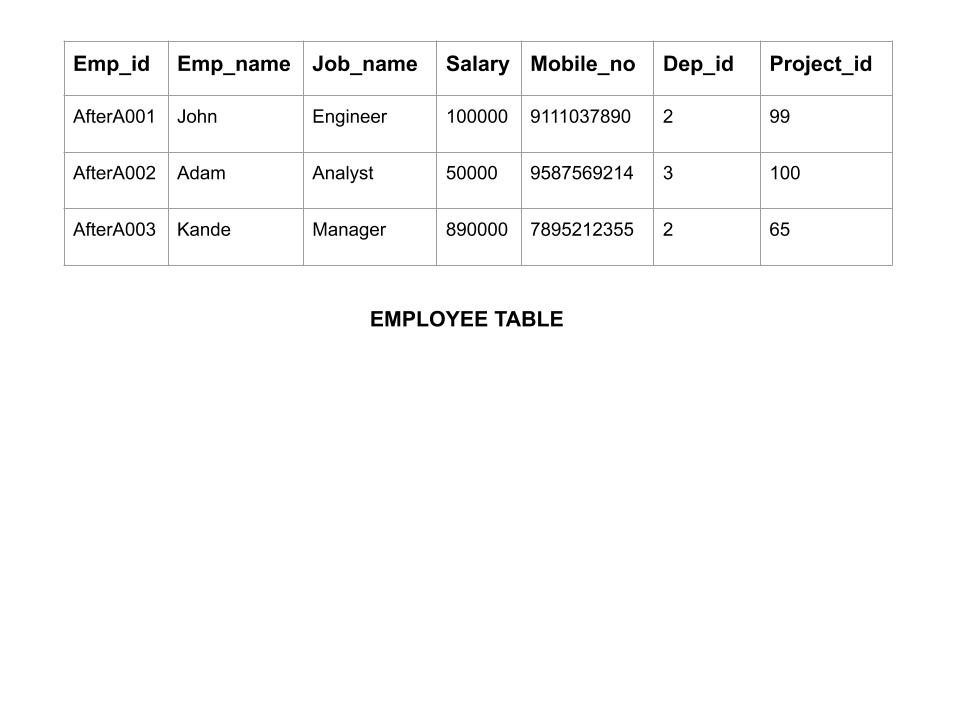 Emp_id Emp_name Job_name Salary Mobile_no Dep_id Project_id
AfterA001 John Engineer 100000 9111037890 2 99
AfterA002 Adam Analyst 50000 9587569214 3 100
AfterA003 Kande Manager 890000 7895212355 2 65
EMPLOYEE TABLE